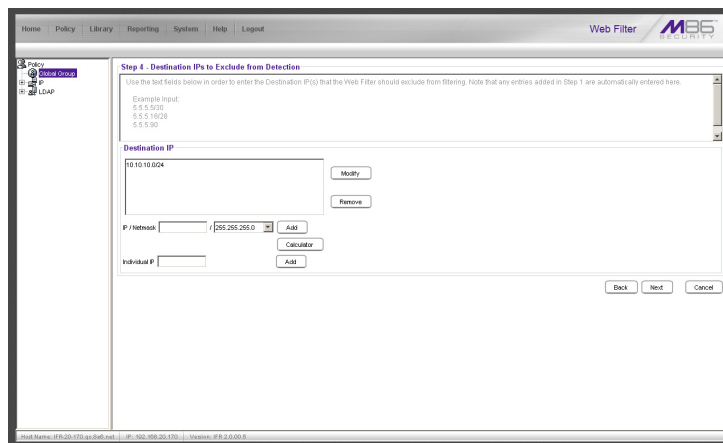 Home Policy Library Reporting System Help Logout
Web Filter
M86
SECURITY
Policy
Global Group
IP
LDAP
Step 4 - Destination IPs to Exclude from Detection
Use the text fields below in order to enter the Destination IP(s) that the Web Filter should exclude from filtering. Note that any entries added in Step 1 are automatically entered here.
Example Input:
5.5.5.5/30
5.5.5.16/28
5.5.5.90
Destination IP
10.10.10.0/24
Modify
Remove
IP / Netmask / 255.255.255.0 Add
Calculator
Individual IP Add
Back Next Cancel
Host Name: IFR-20-170.qc.8e6.net IP: 192.168.20.170 Version: IFR 2.0.00.5